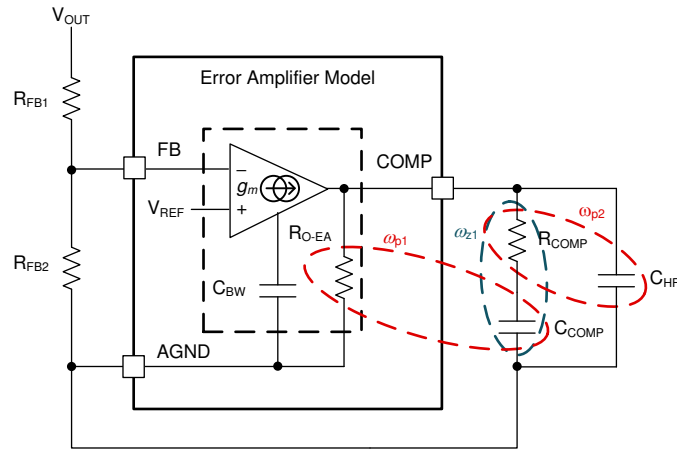 VOUT
Error Amplifier Model
RFB1
FB
COMP
−
gm
VREF
+
ωp1
ωz1
ωp2
RO-EA
RCOMP
RFB2
CBW
CHF
CCOMP
AGND